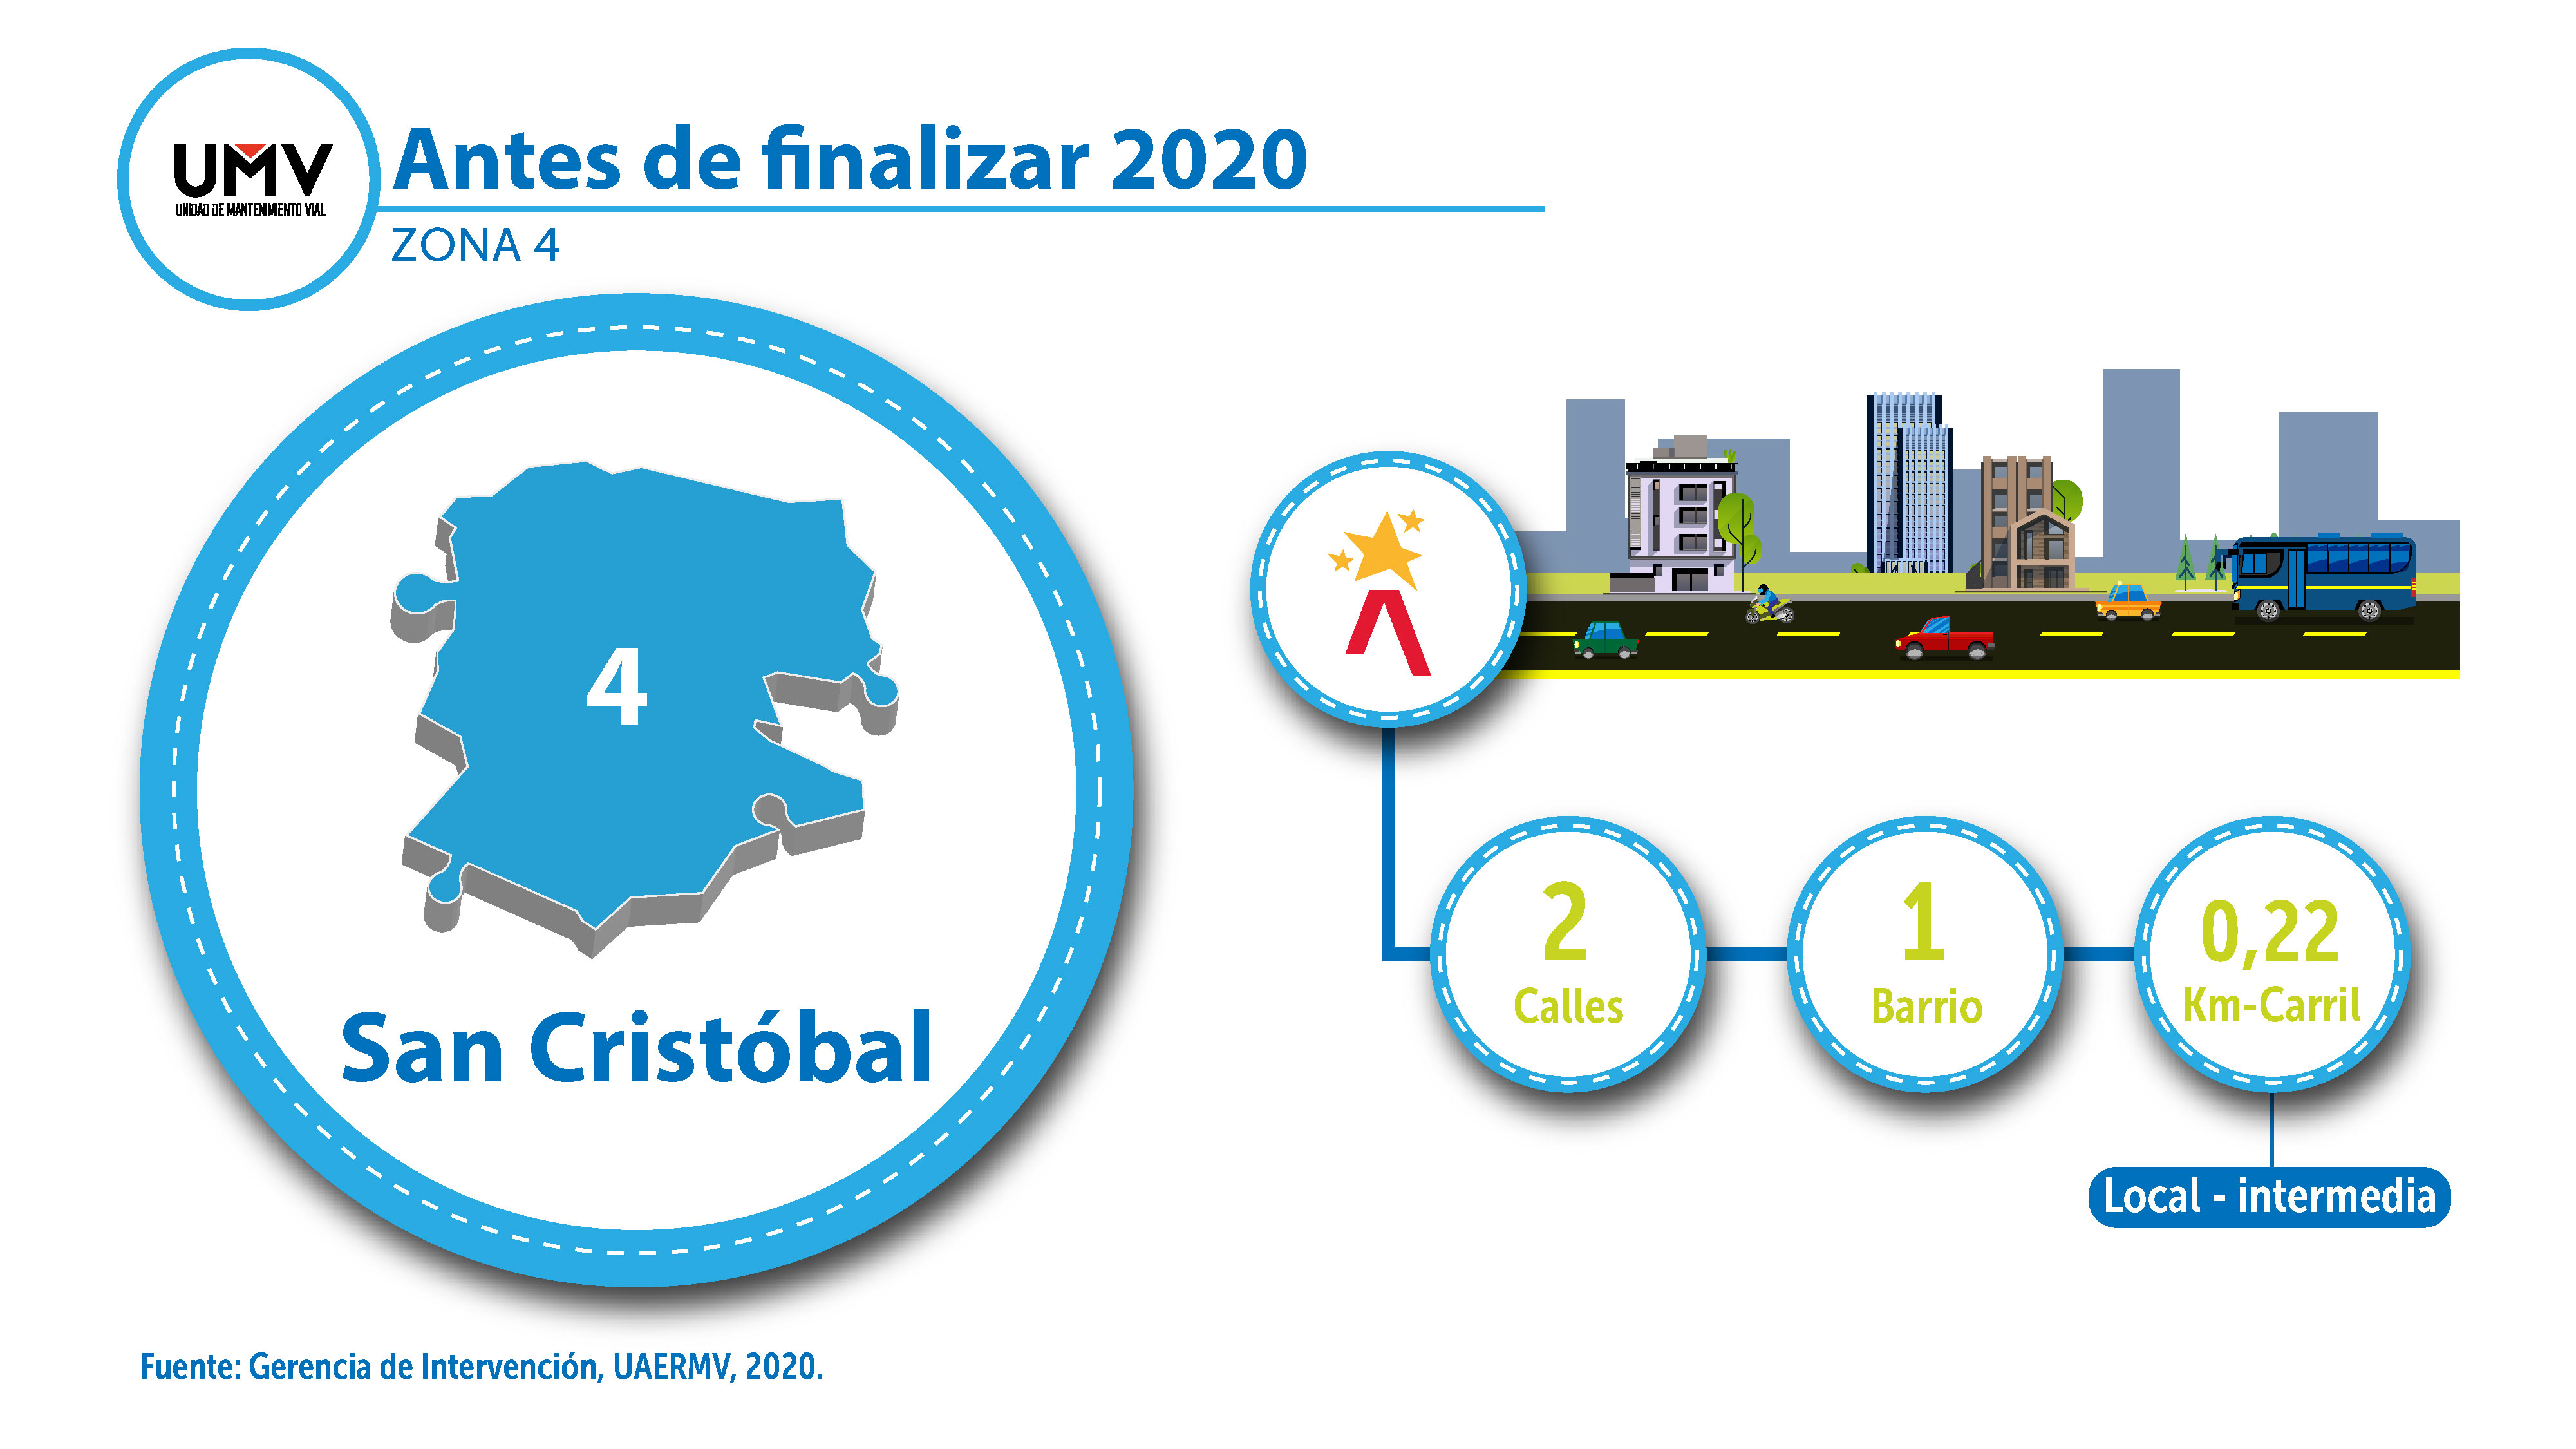 UMV
UNIDAD DE MANTENIMIENTO VIAL
Antes de finalizar 2020
ZONA 4
4
San Cristóbal
2
Calles
1
Barrio
0,22
Km-Carril
Local - intermedia
Fuente: Gerencia de Intervención, UAERMV, 2020.